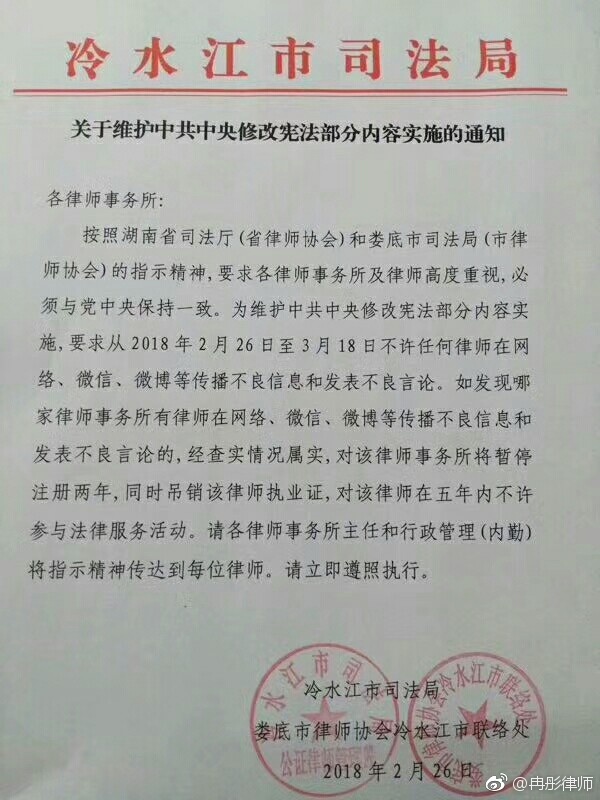 冷水江市司法局
关于维护中共中央修改宪法部分内容实施的通知
各律师事务所:
按照湖南省司法厅(省律师协会)和娄底市司法局(市律
师协会)的指示精神,要求各律师事务所及律师高度重视,必
须与党中央保持一致。为维护中共中央修改宪法部分内容实
施,要求从2018年2月26日至3月18日不许任何律师在网
络、微信、微博等传播不良信息和发表不良言论。如发现哪
家律师事务所有律师在网络、微信、微博等传播不良信息和
发表不良言论的,经查实情况属实,对该律师事务所将暂停
注册两年,同时吊销该律师执业证,对该律师在五年内不许
参与法律服务活动。请各律师事务所主任和行政管理(内勤)
将指示精神传达到每位律师。请立即遵照执行。
冷水江市司法局
娄底市律师协会冷水江市联络处
2018年2月26日
冷水江市司法局
娄底市律师协会冷水江市联络处
@冉彤律师